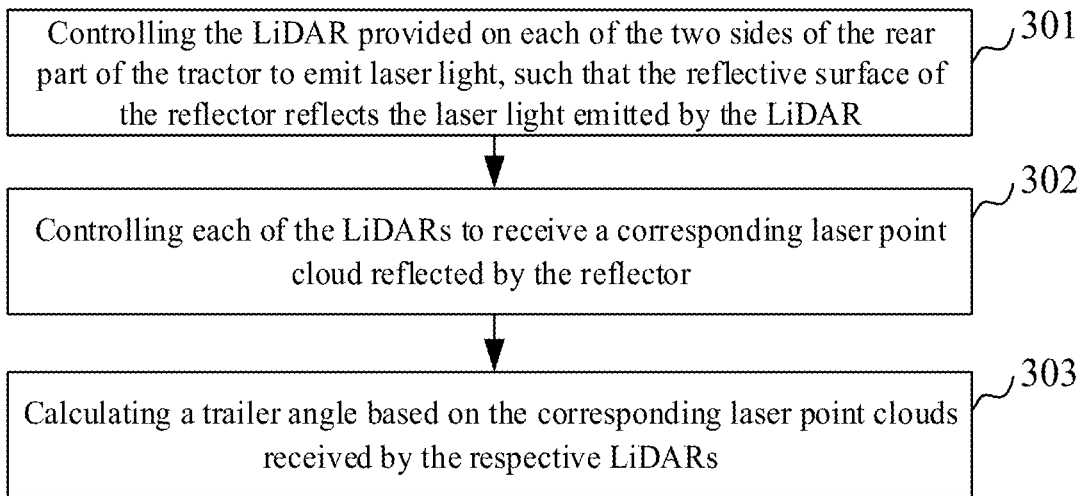 Controlling the LiDAR provided on each of the two sides of the rear
part of the tractor to emit laser light, such that the reflective surface of
the reflector reflects the laser light emitted by the LiDAR
301
Controlling each of the LiDARs to receive a corresponding laser point
cloud reflected by the reflector
302
Calculating a trailer angle based on the corresponding laser point clouds
received by the respective LiDARs
303